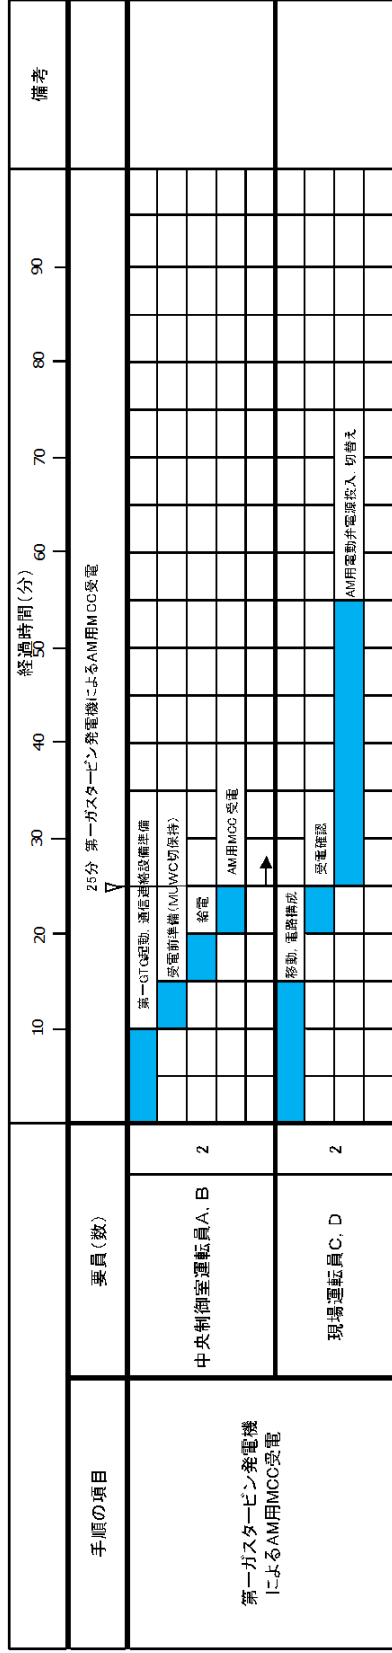 経過時間(分)
備考
10
20
30
40
50
60
70
80
90
手順の項目
要員(数)
25分 第一ガスタービン発電機によるAM用MCC受電
第一ガスタービン発電機
によるAM用MCC受電
中央制御室運転員A, B
2
第一GTG起動, 通信連絡設備準備
受電前準備(MUWC切保持)
給電
AM用MCC 受電
現場運転員C, D
2
移動, 電路構成
受電確認
AM用電動弁電源投入, 切替え